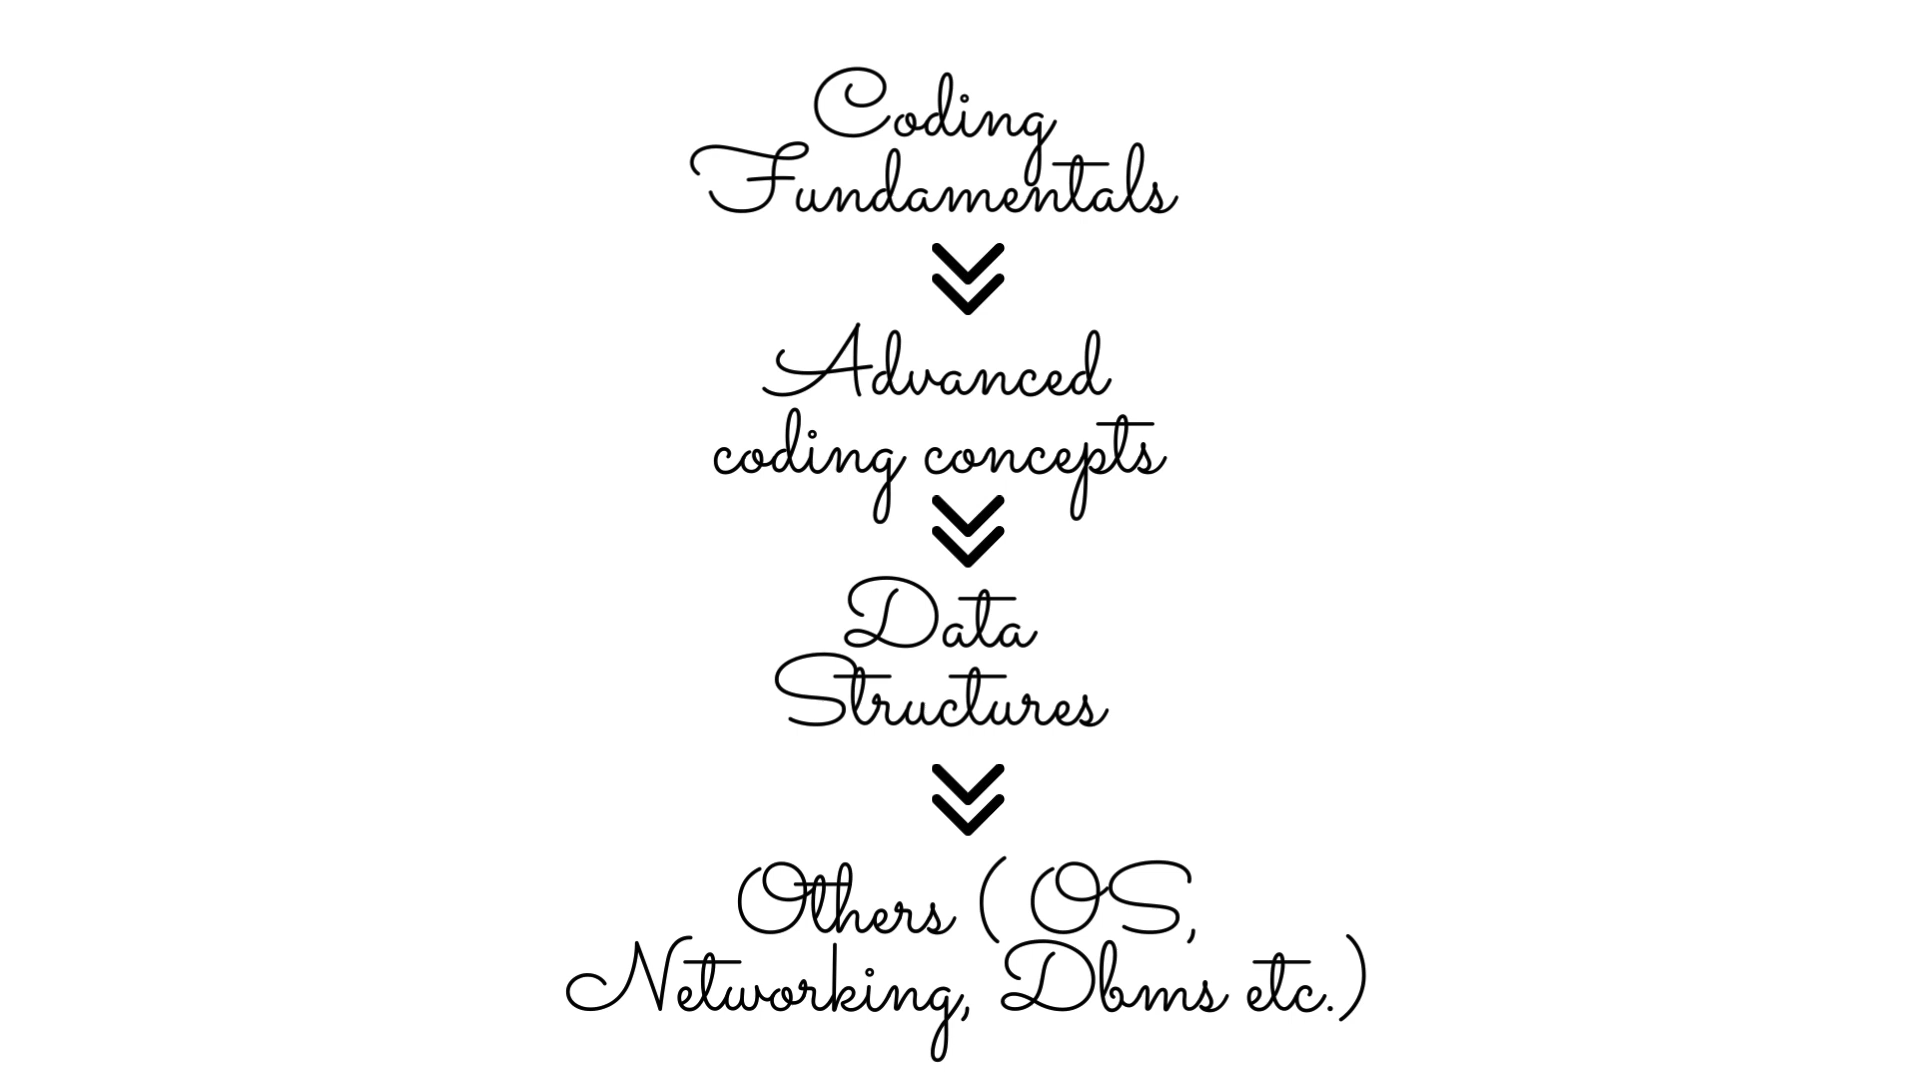 Coding
Fundamentals
Advanced
coding concepts
Data
Structures
Others ( OS,
Networking, Dbms etc.)